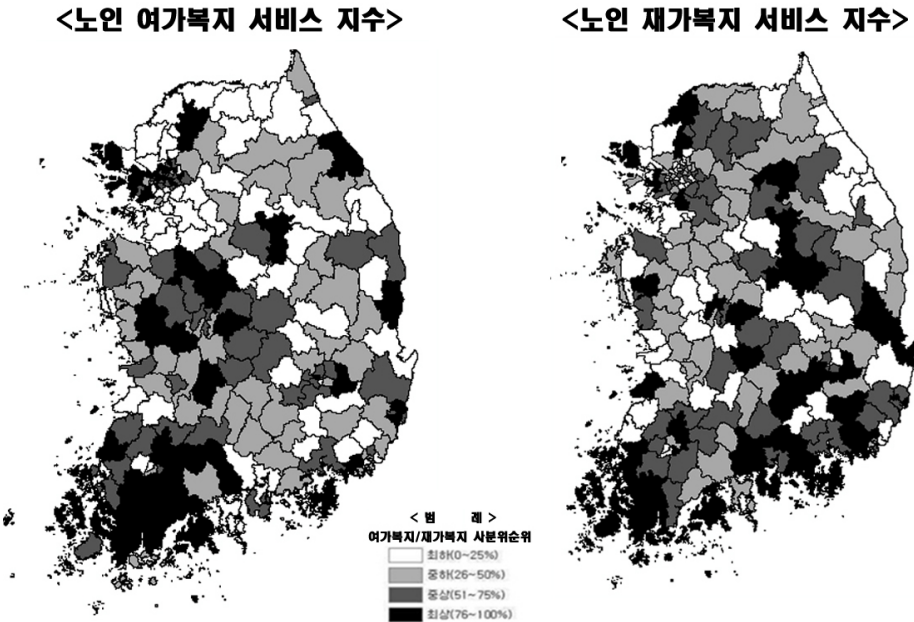 <노인 여가복지 서비스 지수>
<노인 재가복지 서비스 지수>
< 범 례 >
여가복지/재가복지 사분위순위
최하(0~25%)
중하(26~50%)
중상(51~75%)
최상(76~100%)